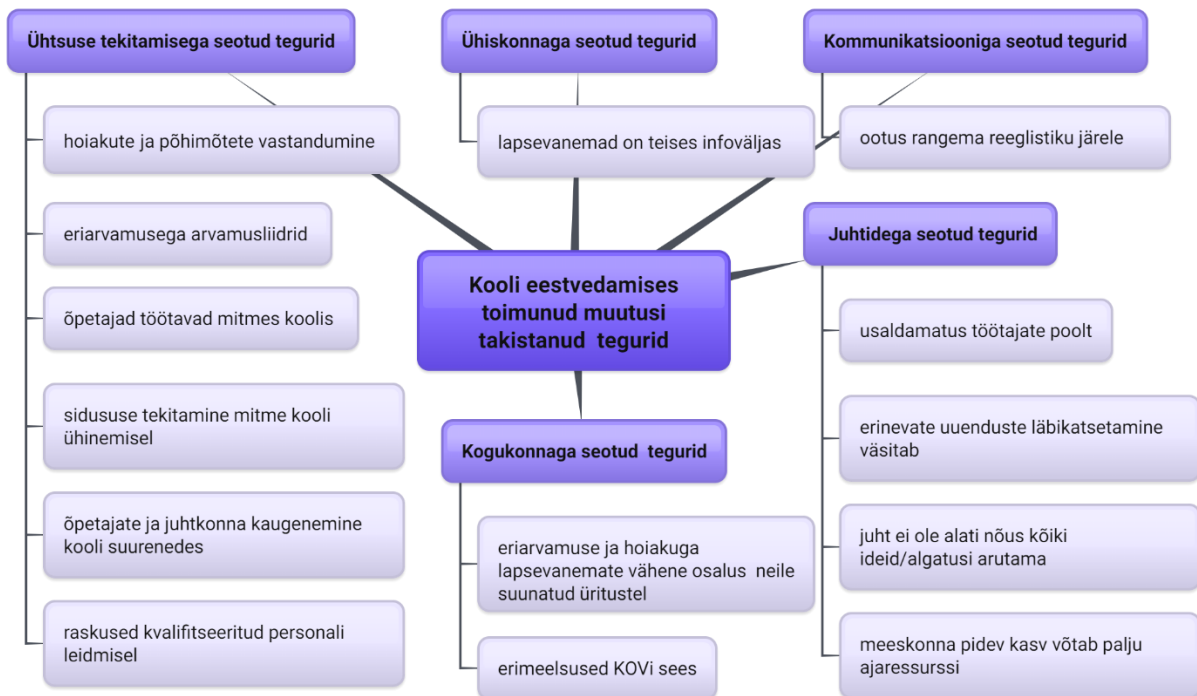 Ühtsuse tekitamisega seotud tegurid
hoiakute ja põhimõtete vastandumine
eriarvamusega arvamusliidrid
õpetajad töötavad mitmes koolis
sidususe tekitamine mitme kooli
ühinemisel
õpetajate ja juhtkonna kaugenemine
kooli suurenedes
raskused kvalifitseeritud personali
leidmisel
Ühiskonnaga seotud tegurid
lapsevanemad on teises infoväljas
Kommunikatsiooniga seotud tegurid
ootus rangema reeglistiku järele
Kooli eestvedamises
toimunud muutusi
takistanud tegurid
Juhtidega seotud tegurid
usaldamatus töötajate poolt
erinevate uuenduste läbikatsetamine
väsitab
juht ei ole alati nõus kõiki
ideid/algatusi arutama
meeskonna pidev kasv võtab palju
ajaressurssi
Kogukonnaga seotud tegurid
eriarvamuse ja hoiakuga
lapsevanemate vähene osalus neile
suunatud üritustel
erimeelsused KOVi sees